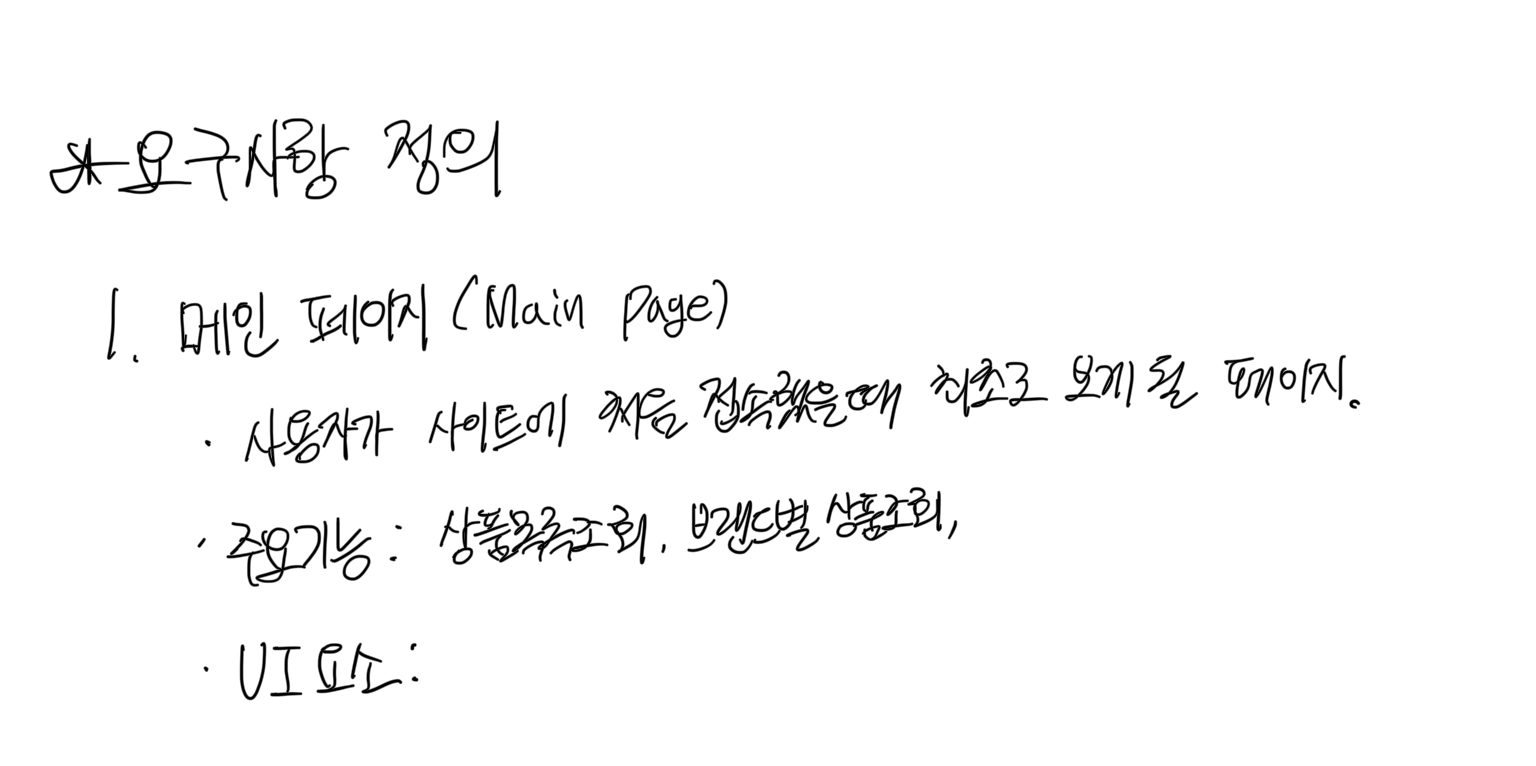 *요구사항 정의
1. 메인 페이지 (Main page)
· 사용자가 사이트에 처음 접속했을때 최초로 보게 될 페이지.
· 주요기능 : 상품목록조회, 브랜드별 상품조회,
· UI 요소 :